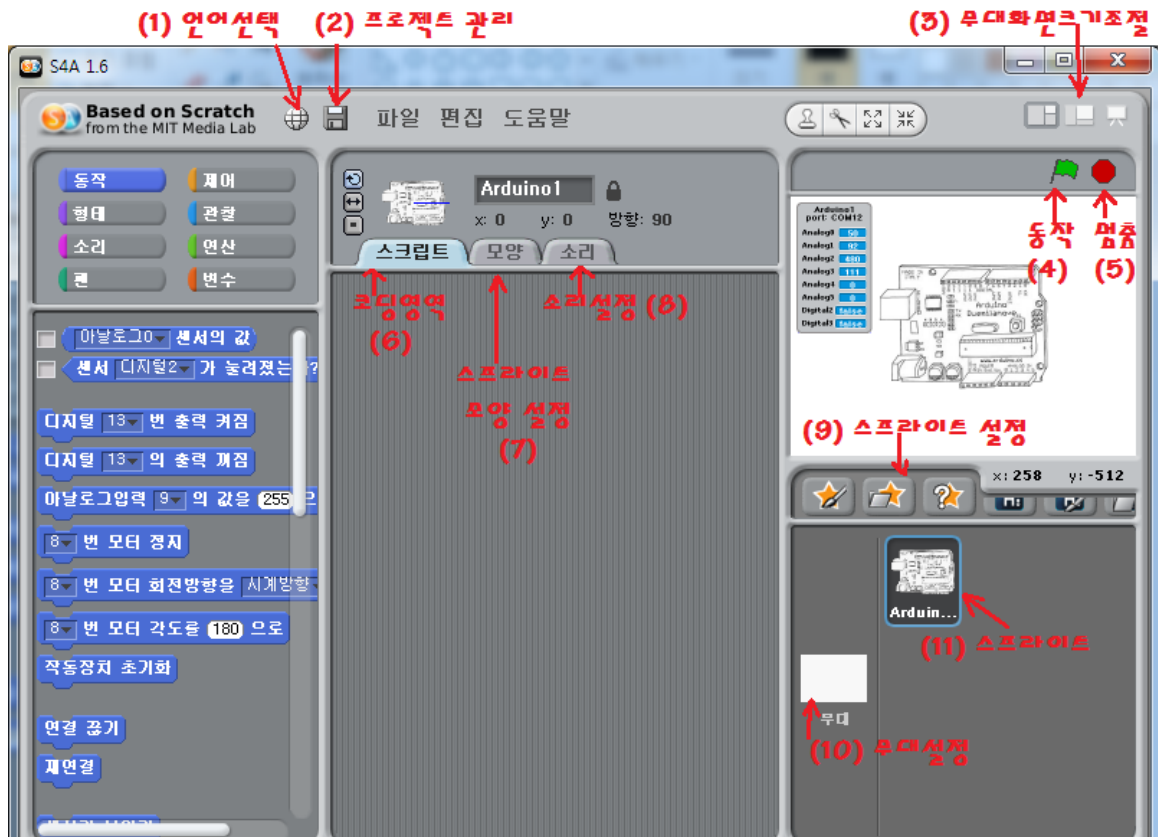 (1) 언어선택
(2) 프로젝트 관리
(3) 무대화면크기조절
S4A 1.6
Based on Scratch
from the MIT Media Lab
파일 편집 도움말
동작
제어
형태
관찰
소리
연산
펜
변수
Arduino1
x: 0 y: 0 방향: 90
스크립트
모양
소리
코딩영역
(6)
소리설정 (8)
스프라이트
모양 설정
(7)
동작
(4)
멈춤
(5)
Arduino1
port: COM12
Analog0 50
Analog1 92
Analog2 480
Analog3 111
Analog4 0
Analog5 0
Digital2 false
Digital3 false
Arduino
Duemilanove
(9) 스프라이트 설정
x: 258 y: -512
아날로그0 센서의 값
센서 디지털2 가 눌려졌는가?
디지털 13 번 출력 켜짐
디지털 13 의 출력 꺼짐
아날로그입력 9 의 값을 255 으
8 번 모터 정지
8 번 모터 회전방향을 시계방향
8 번 모터 각도를 180 으로
작동장치 초기화
연결 끊기
재연결
Arduin...
(11) 스프라이트
무대
(10) 무대설정